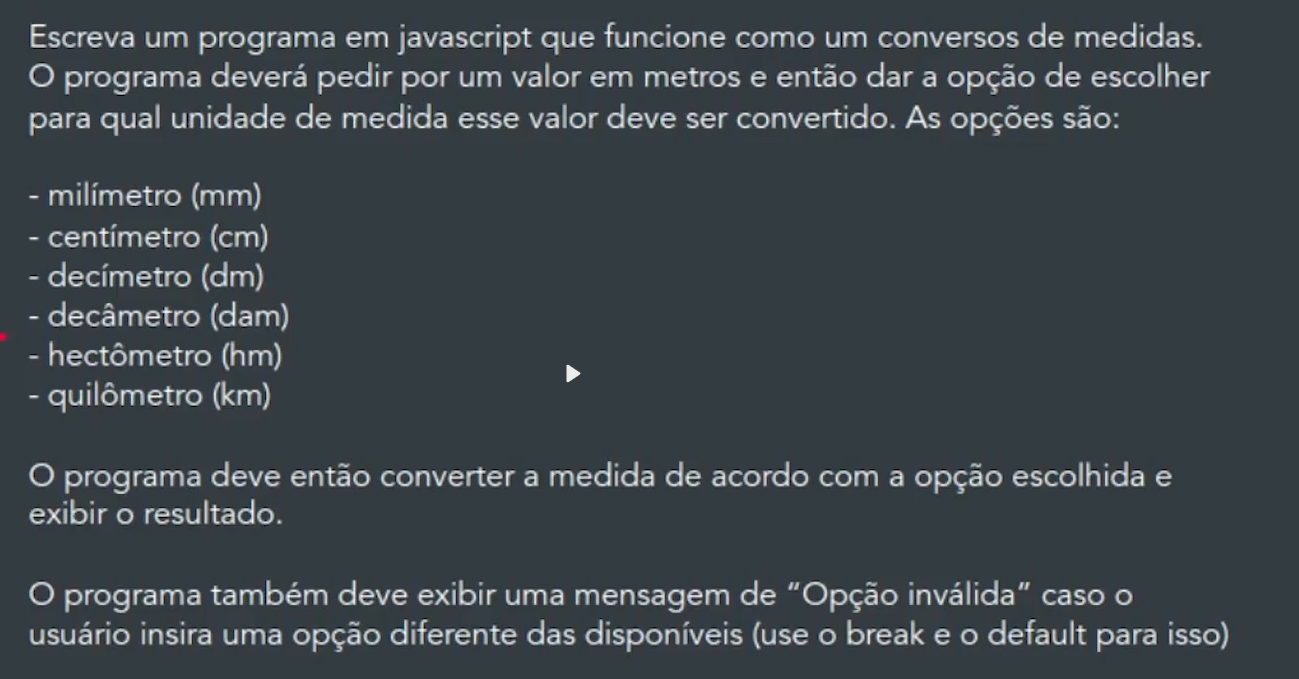 Escreva um programa em javascript que funcione como um conversos de medidas.
O programa deverá pedir por um valor em metros e então dar a opção de escolher
para qual unidade de medida esse valor deve ser convertido. As opções são:
- milímetro (mm)
- centímetro (cm)
- decímetro (dm)
- decâmetro (dam)
- hectômetro (hm)
- quilômetro (km)
O programa deve então converter a medida de acordo com a opção escolhida e
exibir o resultado.
O programa também deve exibir uma mensagem de “Opção inválida” caso o
usuário insira uma opção diferente das disponíveis (use o break e o default para isso)